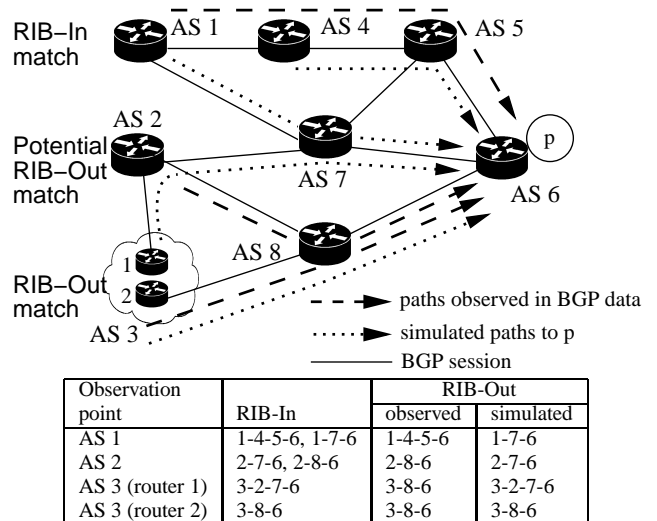 AS 1
AS 4
AS 5
RIB–In
match
AS 2
p
Potential
RIB–Out
match
AS 7
AS 6
AS 8
1
2
RIB–Out
match
AS 3
paths observed in BGP data
simulated paths to p
BGP session
Observation point RIB-In RIB-Out
observed simulated
AS 1 1-4-5-6, 1-7-6 1-4-5-6 1-7-6
AS 2 2-7-6, 2-8-6 2-8-6 2-7-6
AS 3 (router 1) 3-2-7-6 3-8-6 3-2-7-6
AS 3 (router 2) 3-8-6 3-8-6 3-8-6